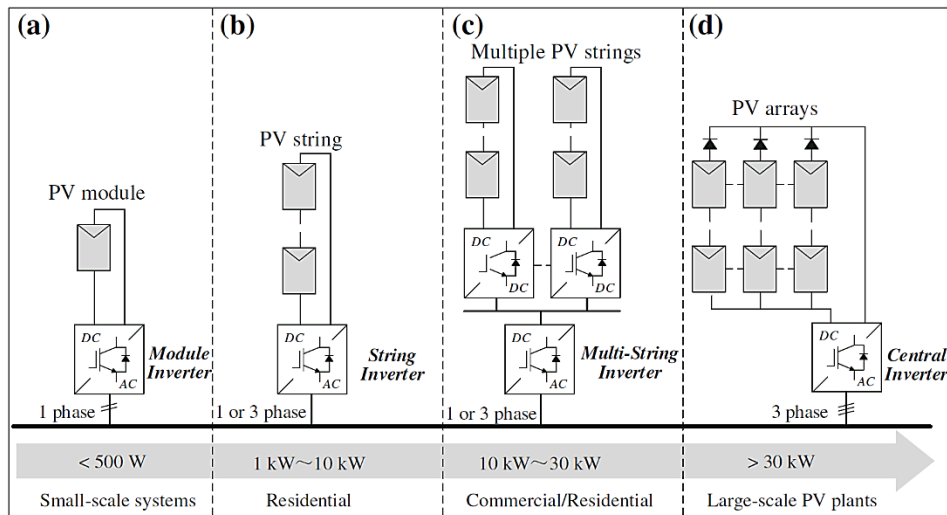 (a)
PV module
DC
AC
Module
Inverter
1 phase
< 500 W
Small-scale systems
(b)
PV string
DC
AC
String
Inverter
1 or 3 phase
1 kW～10 kW
Residential
(c)
Multiple PV strings
DC
DC
DC
DC
DC
AC
Multi-String
Inverter
1 or 3 phase
10 kW～30 kW
Commercial/Residential
(d)
PV arrays
DC
AC
Central
Inverter
3 phase
> 30 kW
Large-scale PV plants